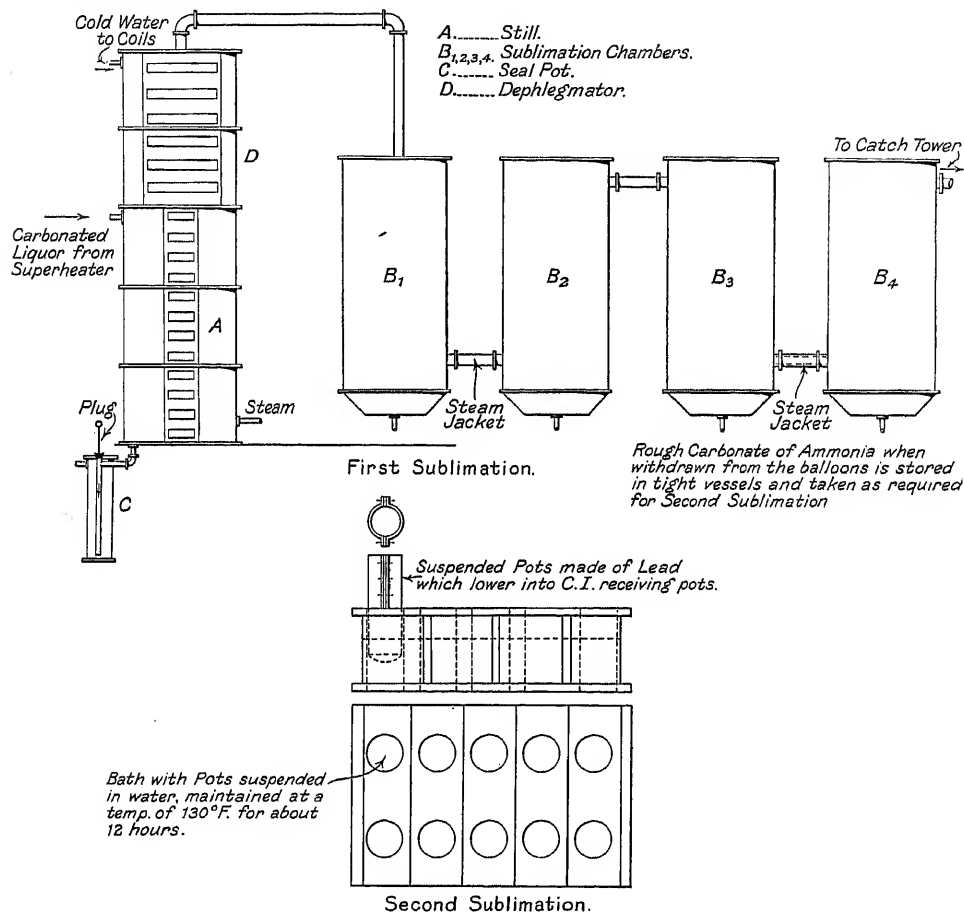 Cold Water
to Coils
A........ Still.
B1,2,3,4. Sublimation Chambers.
C........ Seal Pot.
D........ Dephlegmator.
D
To Catch Tower
Carbonated
Liquor from
Superheater
B1
B2
B3
B4
A
Plug
Steam
Steam
Jacket
Steam
Jacket
C
First Sublimation.
Rough Carbonate of Ammonia when
withdrawn from the balloons is stored
in tight vessels and taken as required
for Second Sublimation
Suspended Pots made of Lead
which lower into C.I. receiving pots.
Bath with Pots suspended
in water, maintained at a
temp. of 130°F. for about
12 hours.
Second Sublimation.